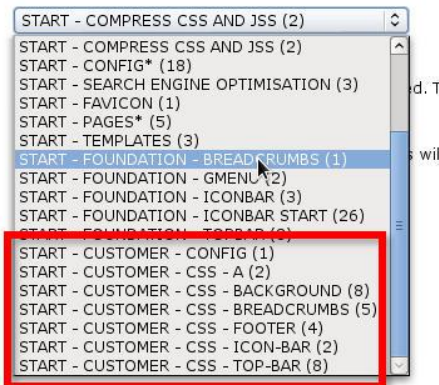 START - COMPRESS CSS AND JSS (2)
START - COMPRESS CSS AND JSS (2)
START - CONFIG* (18)
ed. T
START - SEARCH ENGINE OPTIMISATION (3)
START - FAVICON (1)
START - PAGES* (5)
START - TEMPLATES (3)
START - FOUNDATION - BREADCRUMBS (1)
s wil
START - FOUNDATION - GMENU (2)
START - FOUNDATION - ICONBAR (3)
START - FOUNDATION - ICONBAR START (26)
START - FOUNDATION - TOPBAR
START - CUSTOMER - CONFIG (1)
START - CUSTOMER - CSS - A (2)
START - CUSTOMER - CSS - BACKGROUND (8)
START - CUSTOMER - CSS - BREADCRUMBS (5)
START - CUSTOMER - CSS - FOOTER (4)
START - CUSTOMER - CSS - ICON-BAR (2)
START - CUSTOMER - CSS - TOP-BAR (8)